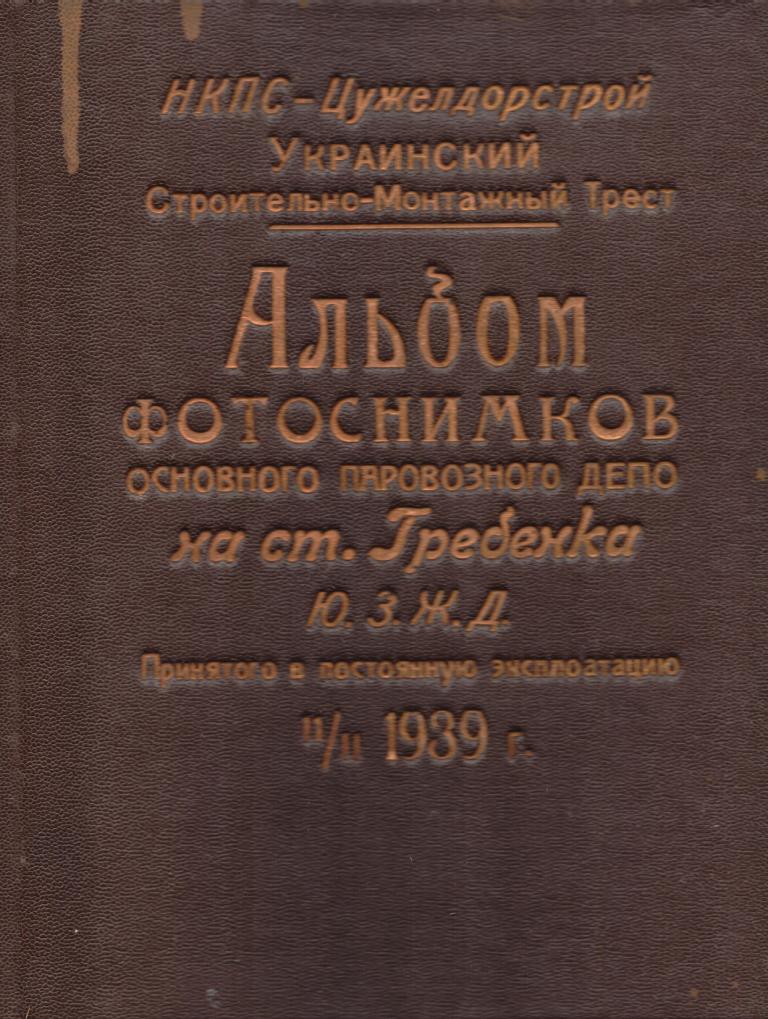 НКПС-Цужелдорстрой
Украинский
Строительно-Монтажный Трест
Альбом
фотоснимков
основного паровозного депо
на ст. Гребенка
Ю. З. Ж. Д.
Принятого в постоянную эксплоатацию
11/II 1939 г.